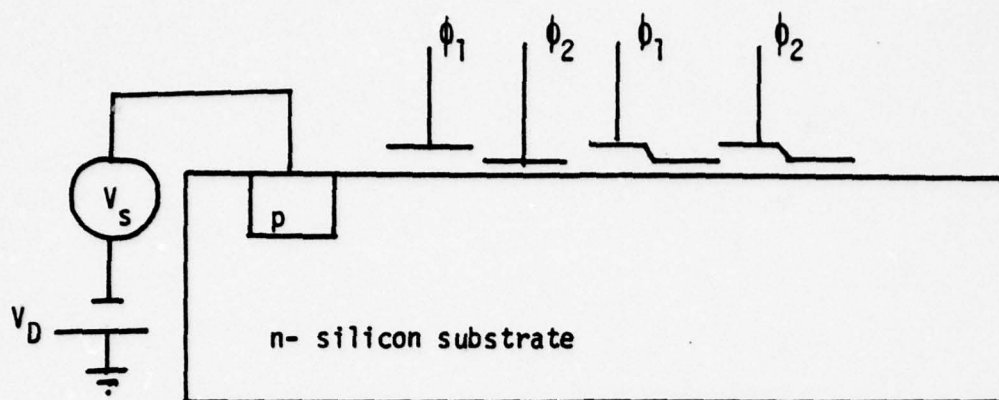 ϕ1 ϕ2 ϕ1 ϕ2
Vs
p
VD
n- silicon substrate